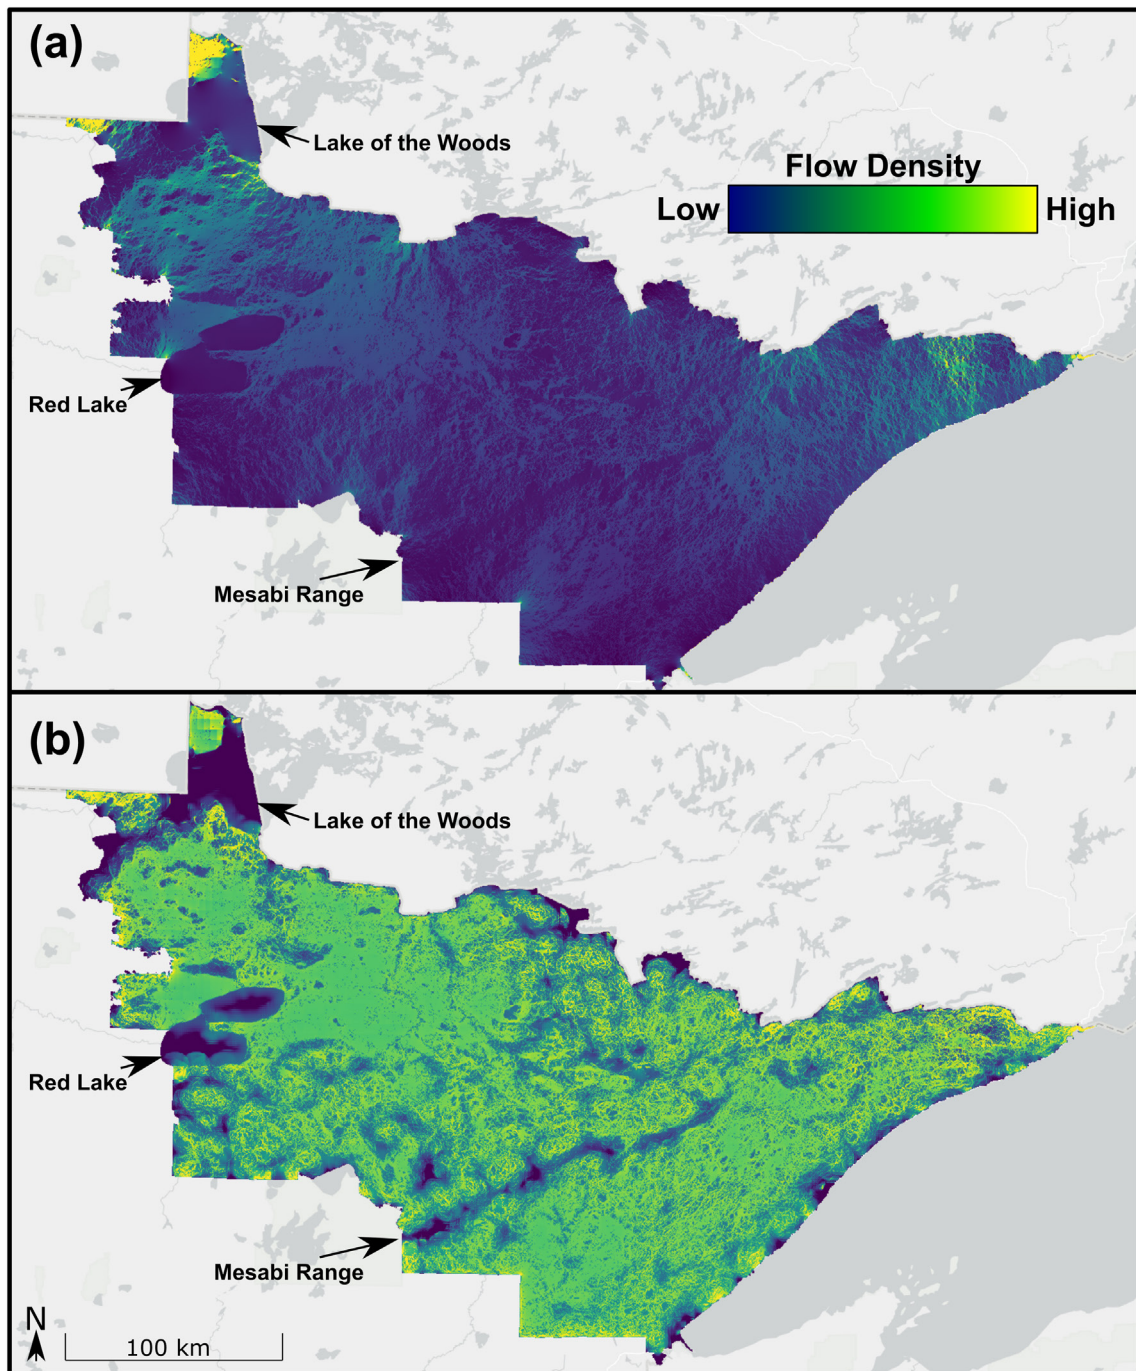 (a)
Lake of the Woods
Flow Density
Low High
Red Lake
Mesabi Range
(b)
Lake of the Woods
Red Lake
Mesabi Range
N
100 km